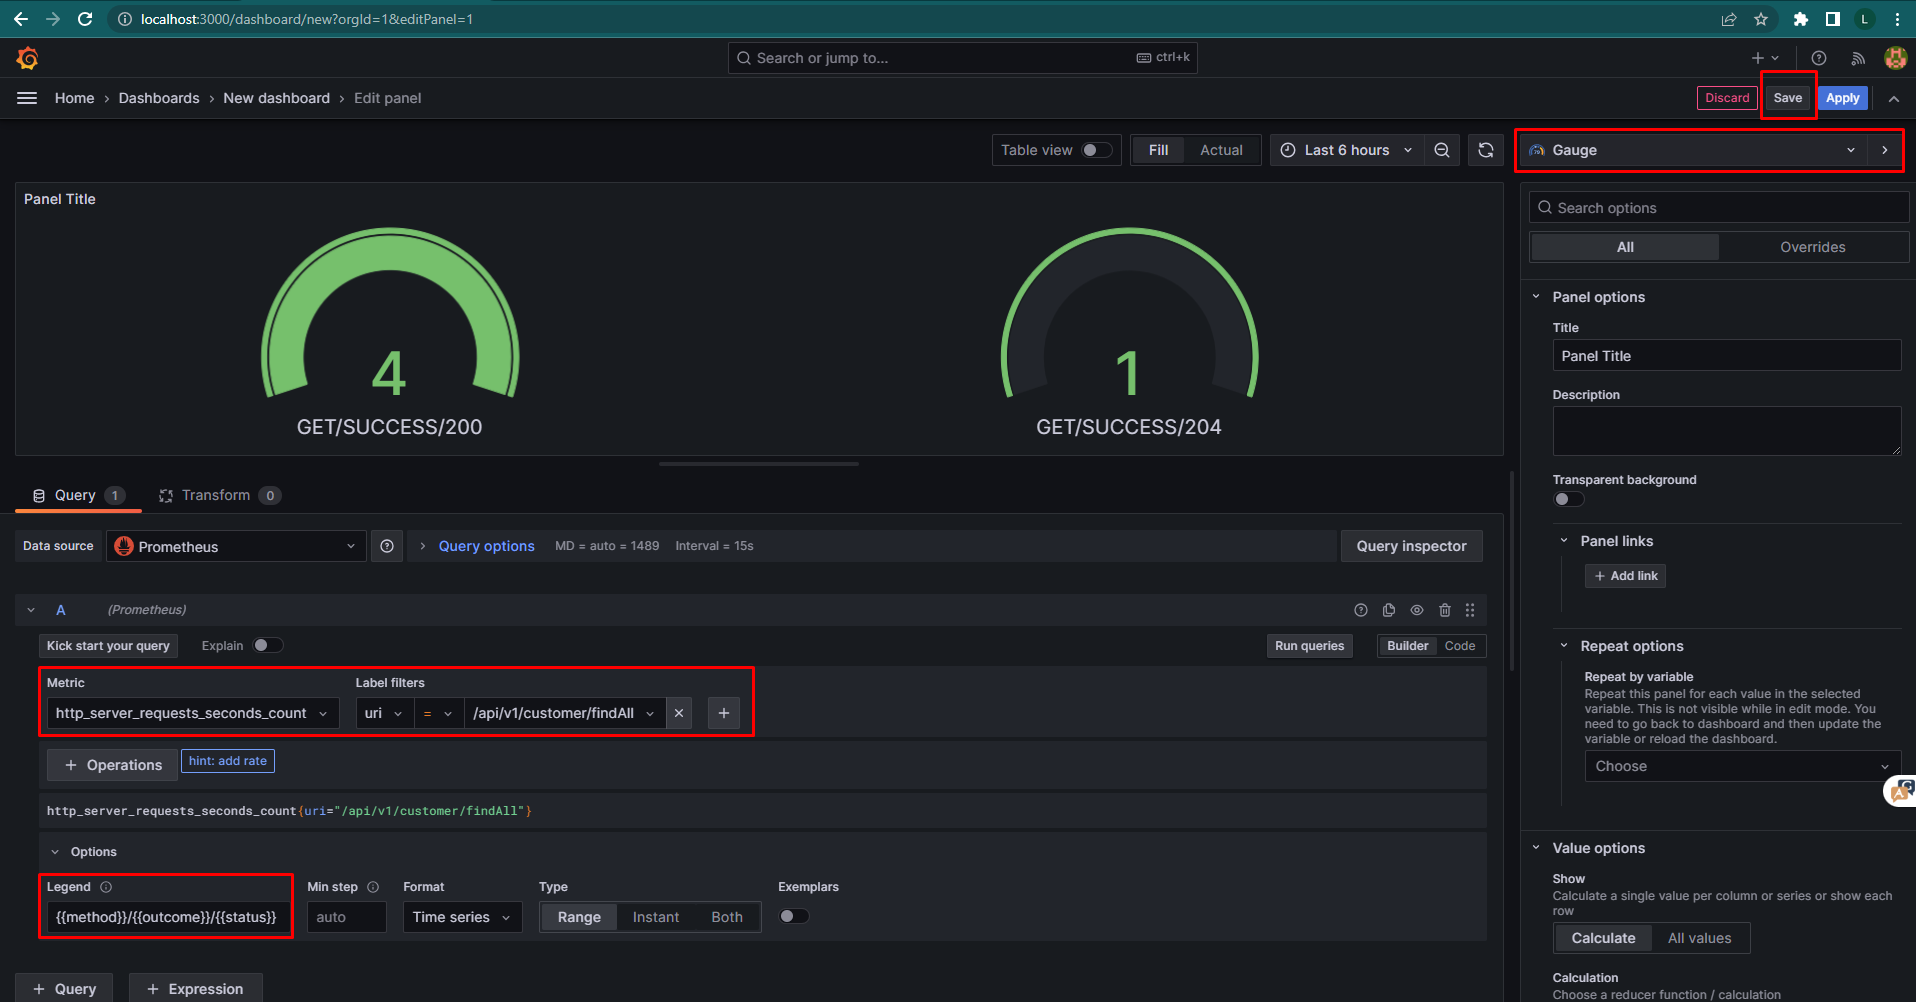 localhost:3000/dashboard/new?orgId=1&editPanel=1
L
Search or jump to...
ctrl+k
Home
Dashboards
New dashboard
Edit panel
Discard
Save
Apply
Table view
Fill
Actual
Last 6 hours
Gauge
Panel Title
4
GET/SUCCESS/200
1
GET/SUCCESS/204
Search options
All
Overrides
Panel options
Title
Panel Title
Description
Transparent background
Panel links
+ Add link
Repeat options
Repeat by variable
Repeat this panel for each value in the selected
variable. This is not visible while in edit mode. You
need to go back to dashboard and then update the
variable or reload the dashboard.
Choose
Value options
Show
Calculate a single value per column or series or show each
row
Calculate
All values
Calculation
Choose a reducer function / calculation
Query 1
Transform 0
Data source
Prometheus
Query options
MD = auto = 1489
Interval = 15s
Query inspector
A
(Prometheus)
Kick start your query
Explain
Run queries
Builder
Code
Metric
Label filters
http_server_requests_seconds_count
uri
=
/api/v1/customer/findAll
+ Operations
hint: add rate
http_server_requests_seconds_count{uri="/api/v1/customer/findAll"}
Options
Legend
Min step
Format
Type
Exemplars
{{method}}/{{outcome}}/{{status}}
auto
Time series
Range
Instant
Both
+ Query
+ Expression